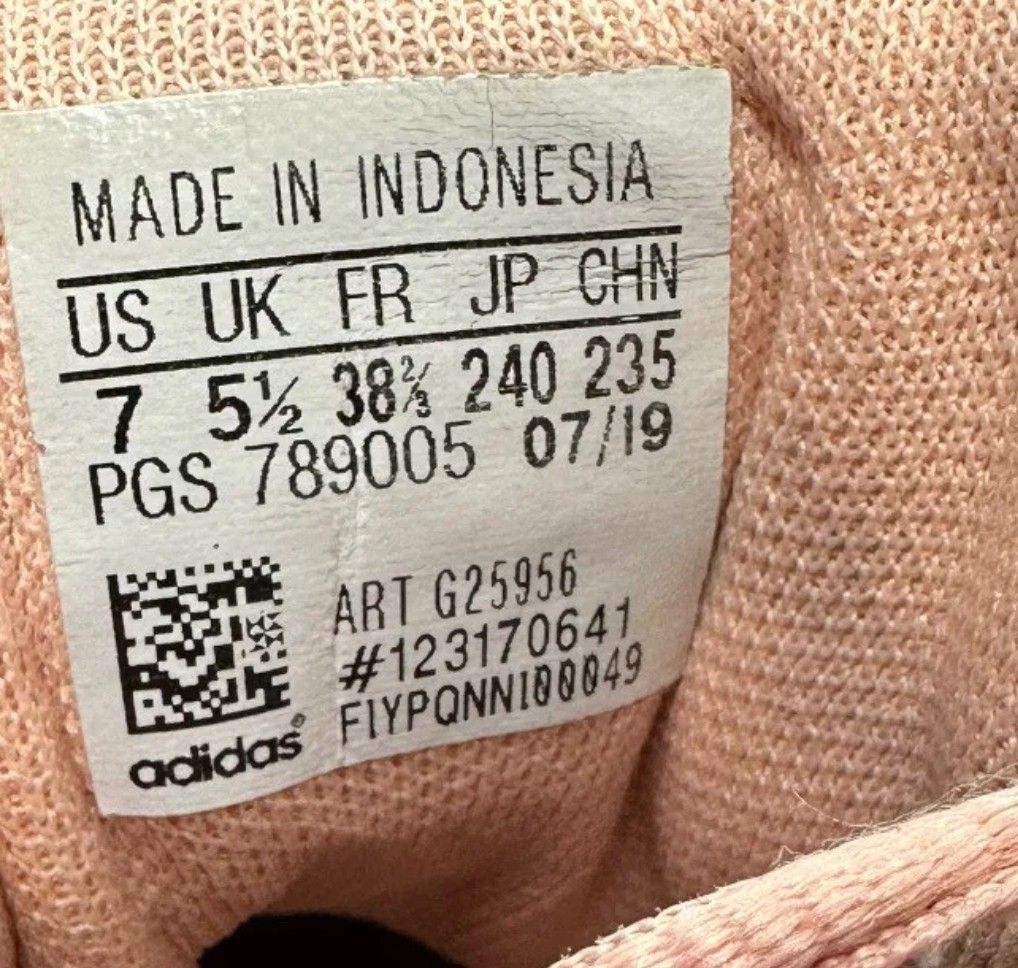 MADE IN INDONESIA
US UK FR JP CHN
7 5½ 38⅔ 240 235
PGS 789005 07/19
ART G25956
#123170641
FIYPQNNI00049
adidas®